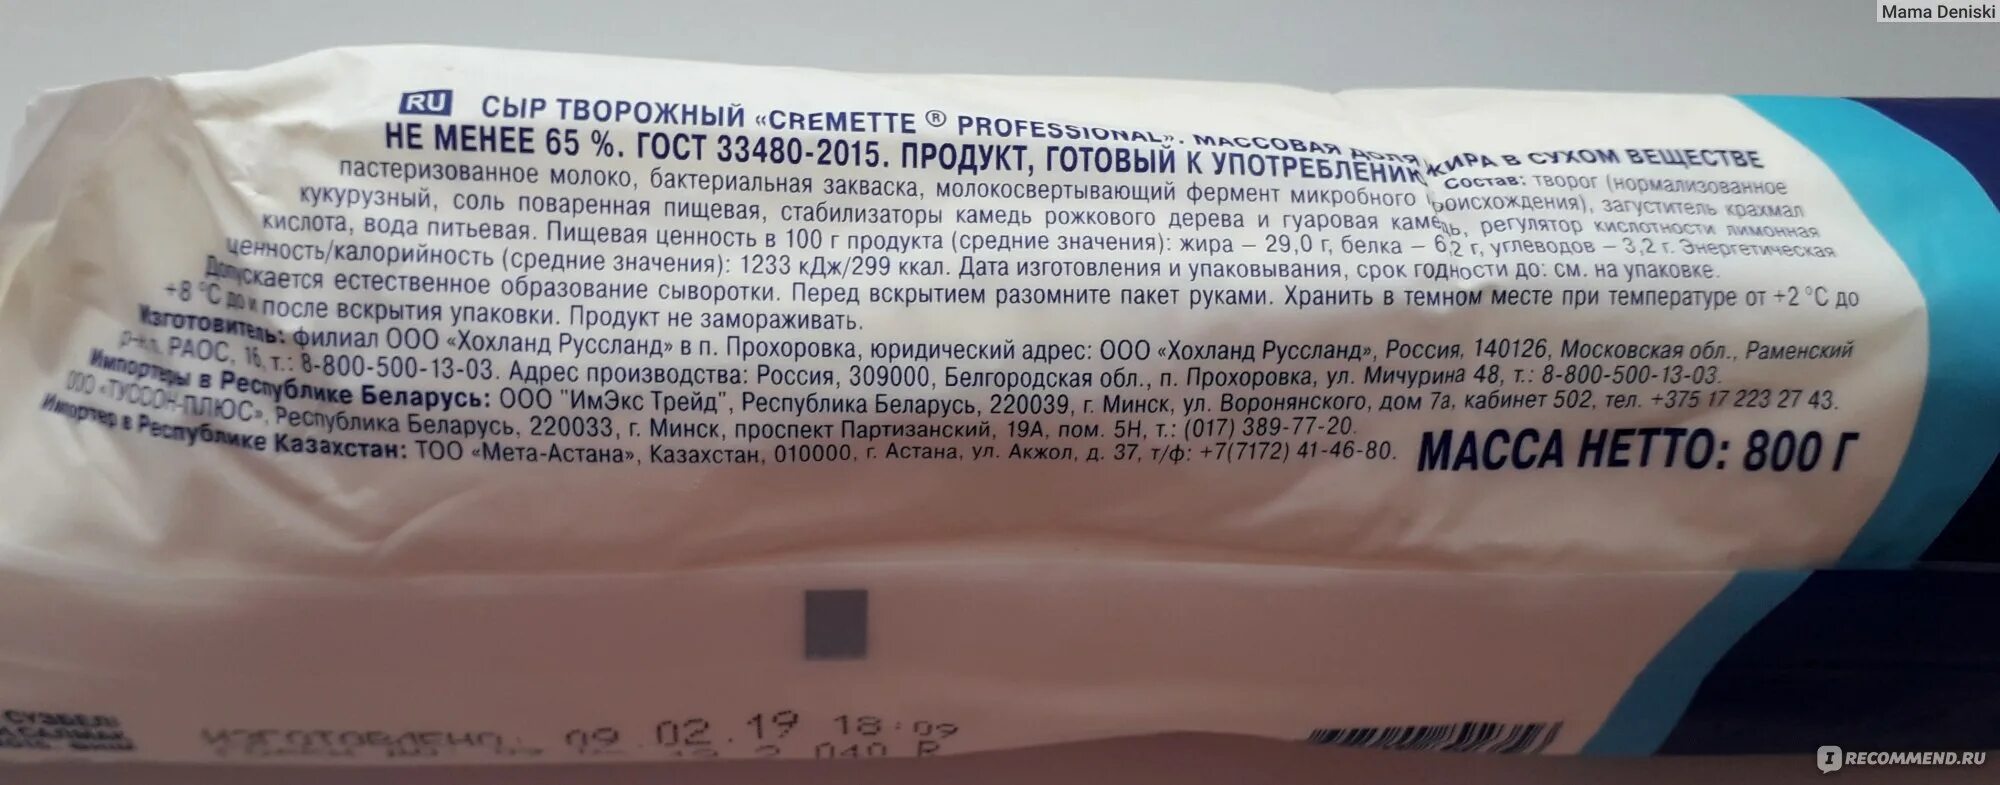 Mama Deniski
RU СЫР ТВОРОЖНЫЙ «CREMETTE ® PROFESSIONAL». МАССОВАЯ ДОЛЯ ЖИРА В СУХОМ ВЕЩЕСТВЕ
НЕ МЕНЕЕ 65 %. ГОСТ 33480-2015. ПРОДУКТ, ГОТОВЫЙ К УПОТРЕБЛЕНИЮ. Состав: творог (нормализованное
пастеризованное молоко, бактериальная закваска, молокосвертывающий фермент микробного происхождения), загуститель крахмал
кукурузный, соль поваренная пищевая, стабилизаторы камедь рожкового дерева и гуаровая камедь, регулятор кислотности лимонная
кислота, вода питьевая. Пищевая ценность в 100 г продукта (средние значения): жира – 29,0 г, белка – 6,2 г, углеводов – 3,2 г. Энергетическая
ценность/калорийность (средние значения): 1233 кДж/299 ккал. Дата изготовления и упаковывания, срок годности до: см. на упаковке.
Допускается естественное образование сыворотки. Перед вскрытием разомните пакет руками. Хранить в темном месте при температуре от +2 °С до
+8 °С до и после вскрытия упаковки. Продукт не замораживать.
Изготовитель: филиал ООО «Хохланд Руссланд» в п. Прохоровка, юридический адрес: ООО «Хохланд Руссланд», Россия, 140126, Московская обл., Раменский
р-н, РАОС, 16, т.: 8-800-500-13-03. Адрес производства: Россия, 309000, Белгородская обл., п. Прохоровка, ул. Мичурина 48, т.: 8-800-500-13-03.
Импортеры в Республике Беларусь: ООО "ИмЭкс Трейд", Республика Беларусь, 220039, г. Минск, ул. Воронянского, дом 7а, кабинет 502, тел. +375 17 223 27 43.
ООО «ТУССОН-ПЛЮС», Республика Беларусь, 220033, г. Минск, проспект Партизанский, 19А, пом. 5Н, т.: (017) 389-77-20.
Импортер в Республике Казахстан: ТОО «Мета-Астана», Казахстан, 010000, г. Астана, ул. Акжол, д. 37, т/ф: +7(7172) 41-46-80.
МАССА НЕТТО: 800 Г
СУЗБЕЛІ
ИЗГОТОВЛЕНО: 09 02 .19 18:09
040 R
IRECOMMEND.RU